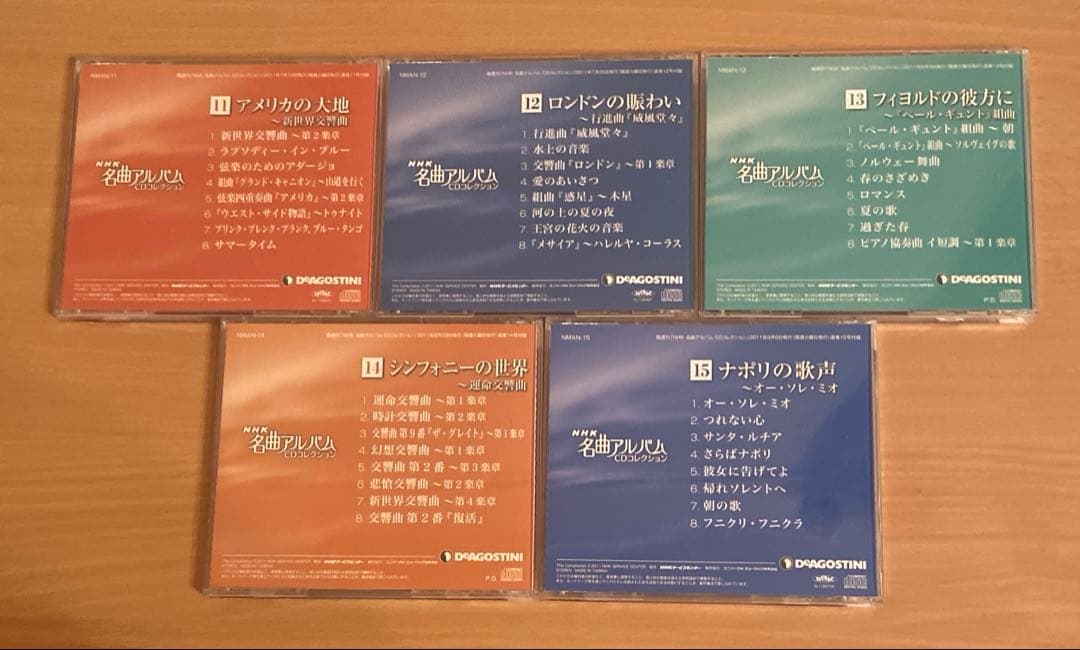 NMAN-11
11 アメリカの大地
～新世界交響曲
1. 新世界交響曲 ～第2楽章
2. ラプソディー・イン・ブルー
3. 弦楽のためのアダージョ
4. 組曲『グランド・キャニオン』～山道を行く
5. 弦楽四重奏曲『アメリカ』～第2楽章
6. 『ウエスト・サイド物語』～トゥナイト
7. プリンク・プレンク・プランク、ブルー・タンゴ
8. サマータイム
NHK
名曲アルバム
CDコレクション
DeAGOSTINI
NMAN-12
12 ロンドンの賑わい
～行進曲『威風堂々』
1. 行進曲『威風堂々』
2. 水上の音楽
3. 交響曲『ロンドン』～第1楽章
4. 愛のあいさつ
5. 組曲『惑星』～木星
6. 河の上の夏の夜
7. 王宮の花火の音楽
8. 『メサイア』～ハレルヤ・コーラス
NHK
名曲アルバム
CDコレクション
DeAGOSTINI
NMAN-13
13 フィヨルドの彼方に
～『ペール・ギュント』組曲
1. 『ペール・ギュント』組曲 ～朝
2. 『ペール・ギュント』組曲 ～ソルヴェイグの歌
3. ノルウェー舞曲
4. 春のさざめき
5. ロマンス
6. 夏の歌
7. 過ぎた春
8. ピアノ協奏曲 イ短調 ～第1楽章
NHK
名曲アルバム
CDコレクション
DeAGOSTINI
P.D.
NMAN-14
14 シンフォニーの世界
～運命交響曲
1. 運命交響曲 ～第1楽章
2. 時計交響曲 ～第2楽章
3. 交響曲 第9番『ザ・グレイト』～第1楽章
4. 幻想交響曲 ～第1楽章
5. 交響曲 第2番 ～第3楽章
6. 悲愴交響曲 ～第2楽章
7. 新世界交響曲 ～第4楽章
8. 交響曲 第2番『復活』
NHK
名曲アルバム
CDコレクション
DeAGOSTINI
P.D.
NMAN-15
15 ナポリの歌声
～オー・ソレ・ミオ
1. オー・ソレ・ミオ
2. つれない心
3. サンタ・ルチア
4. さらばナポリ
5. 彼女に告げてよ
6. 帰れソレントへ
7. 朝の歌
8. フニクリ・フニクラ
NHK
名曲アルバム
CDコレクション
DeAGOSTINI